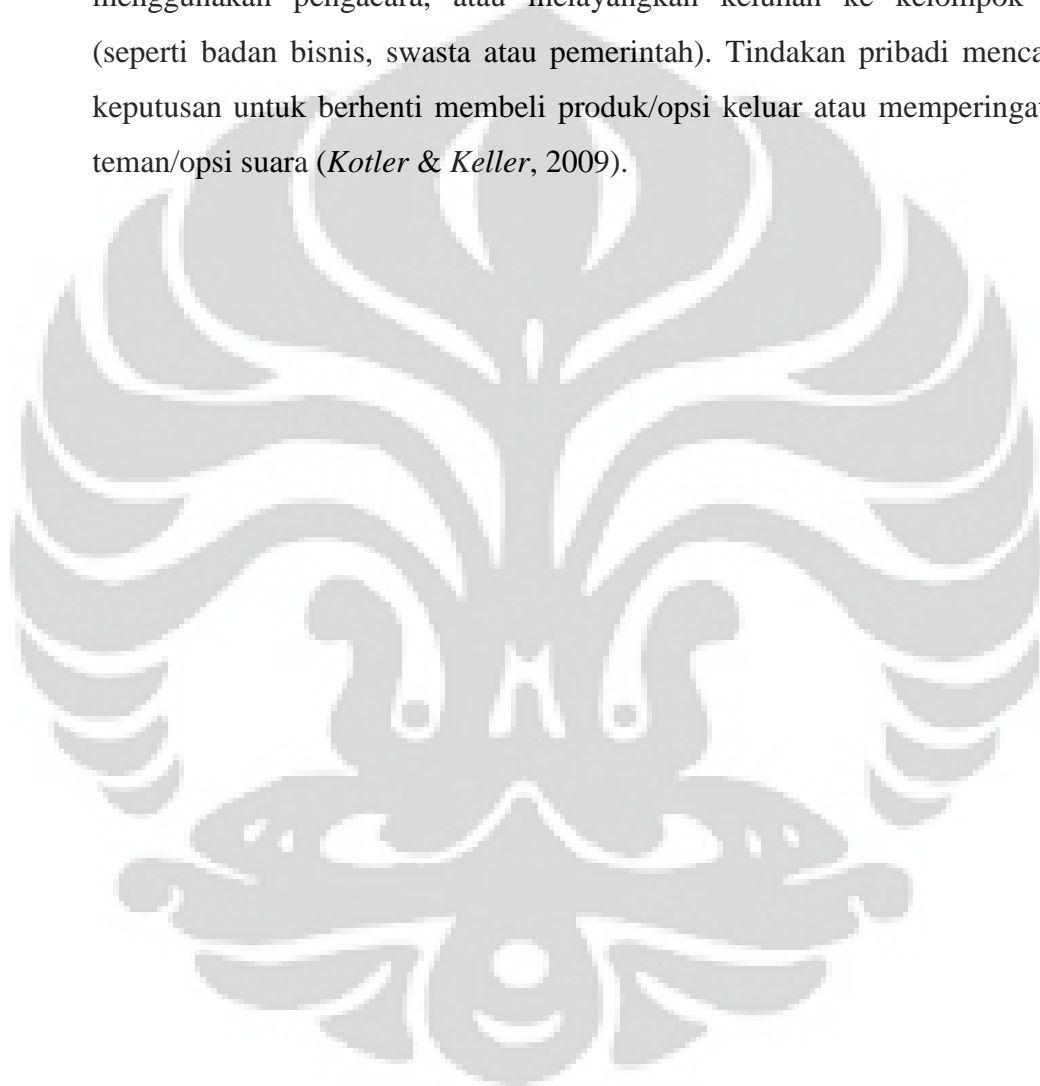 menggunakan pengacara, atau melayangkan keluhan ke kelompok
(seperti badan bisnis, swasta atau pemerintah). Tindakan pribadi menca
keputusan untuk berhenti membeli produk/opsi keluar atau memperingat
teman/opsi suara (Kotler & Keller, 2009).